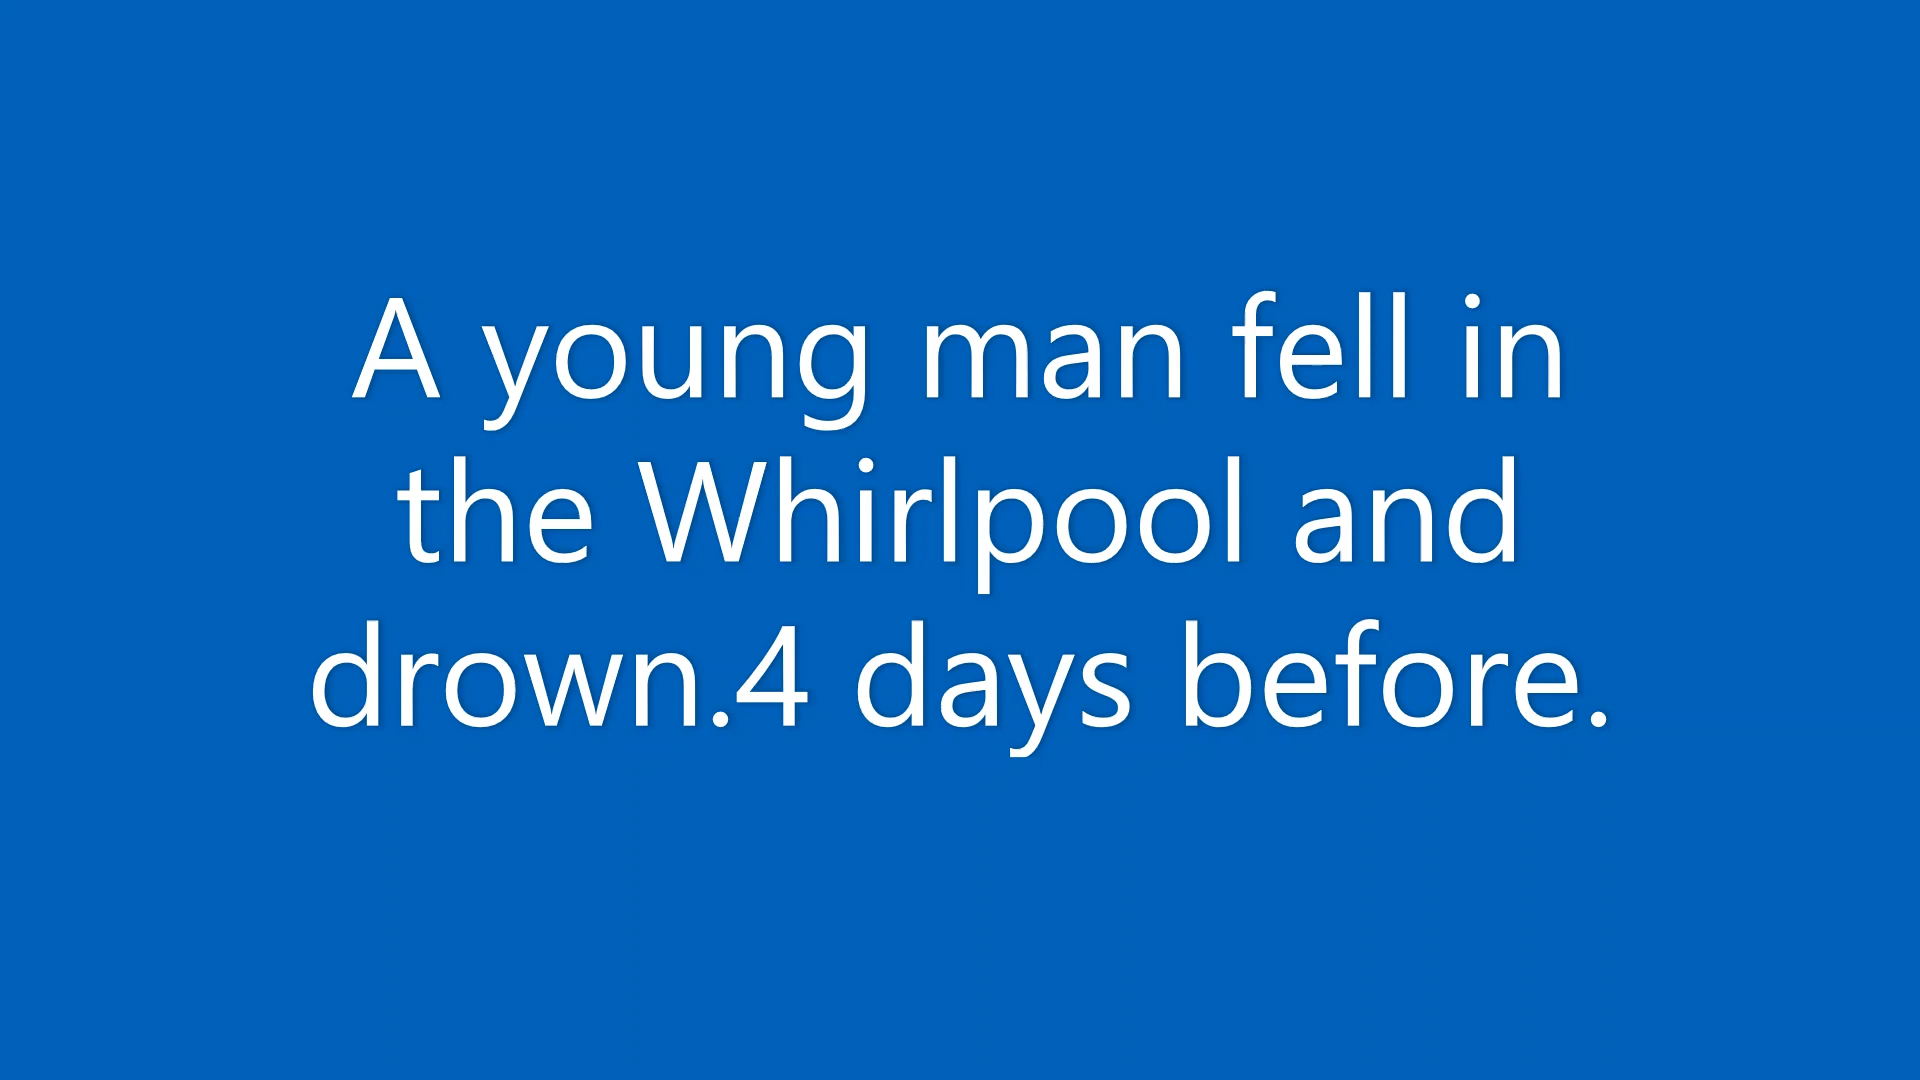 A young man fell in
the Whirlpool and
drown.4 days before.